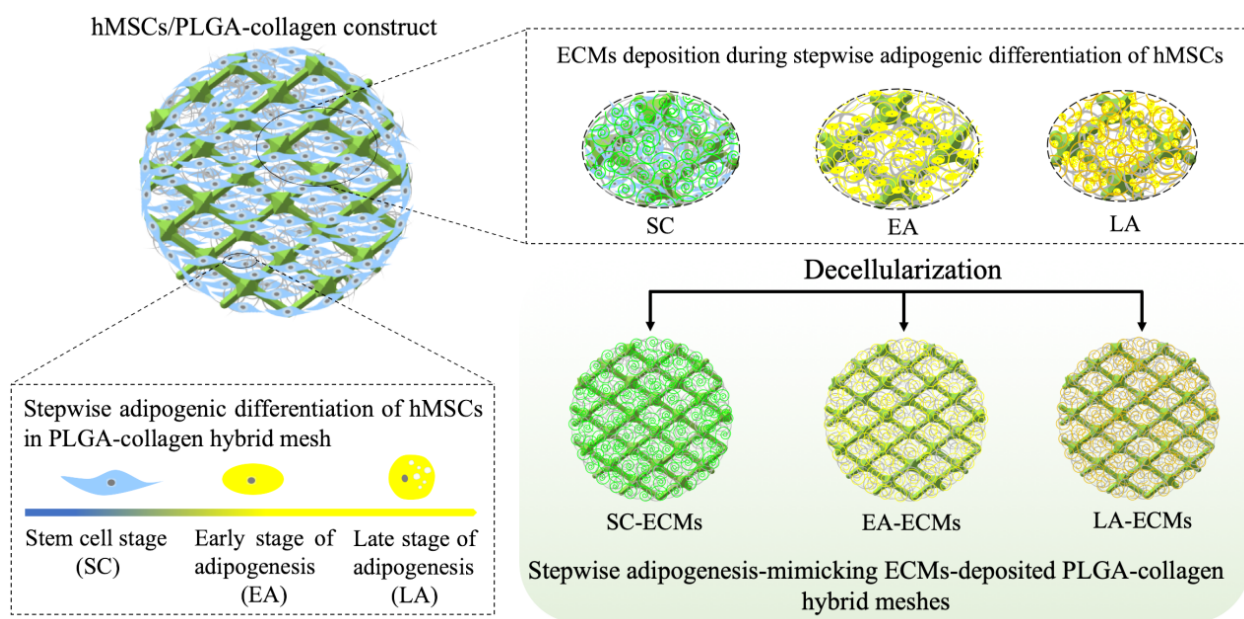 hMSCs/PLGA-collagen construct
ECMs deposition during stepwise adipogenic differentiation of hMSCs
SC
EA
LA
Decellularization
SC-ECMs
EA-ECMs
LA-ECMs
Stepwise adipogenesis-mimicking ECMs-deposited PLGA-collagen
hybrid meshes
Stepwise adipogenic differentiation of hMSCs
in PLGA-collagen hybrid mesh
Stem cell stage
(SC)
Early stage of
adipogenesis
(EA)
Late stage of
adipogenesis
(LA)